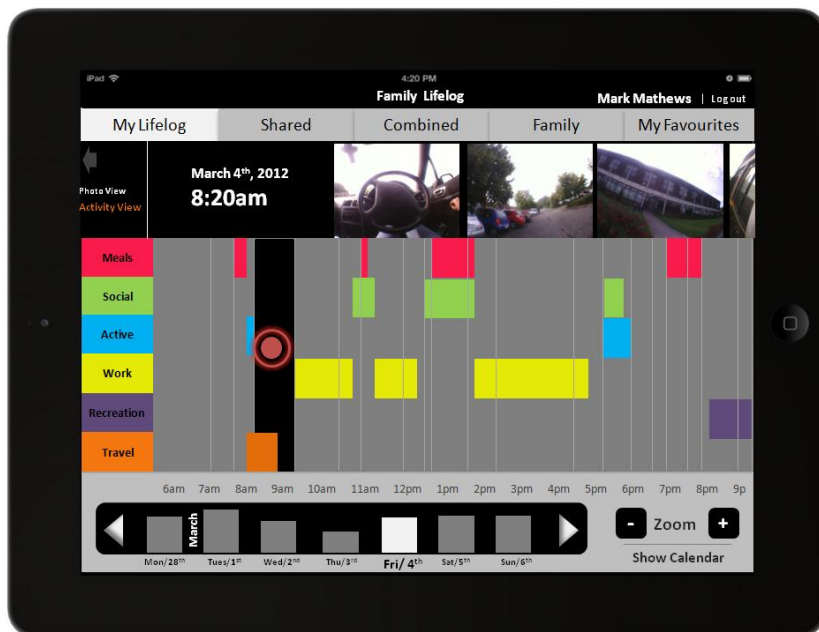 iPad
4:20 PM
Family Lifelog
Mark Mathews | Logout
My Lifelog
Shared
Combined
Family
My Favourites
March 4th, 2012
8:20am
Photo View
Activity View
Meals
Social
Active
Work
Recreation
Travel
6am 7am 8am 9am 10am 11am 12pm 1pm 2pm 3pm 4pm 5pm 6pm 7pm 8pm 9p
March
Mon/28th
Tues/1st
Wed/2nd
Thu/3rd
Fri/ 4th
Sat/5th
Sun/6th
- Zoom +
Show Calendar